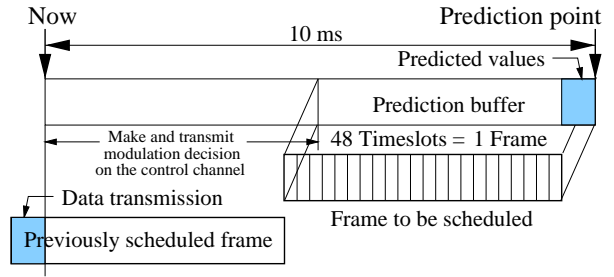 Now
Prediction point
10 ms
Predicted values
Prediction buffer
Make and transmit
modulation decision
on the control channel
48 Timeslots = 1 Frame
Data transmission
Frame to be scheduled
Previously scheduled frame